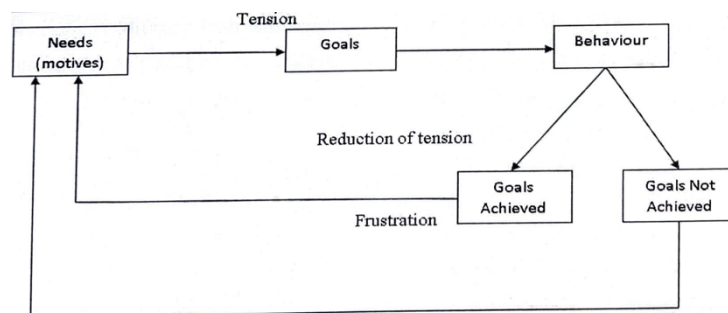 Tension
Needs
(motives)
Goals
Behaviour
Reduction of tension
Goals
Achieved
Goals Not
Achieved
Frustration